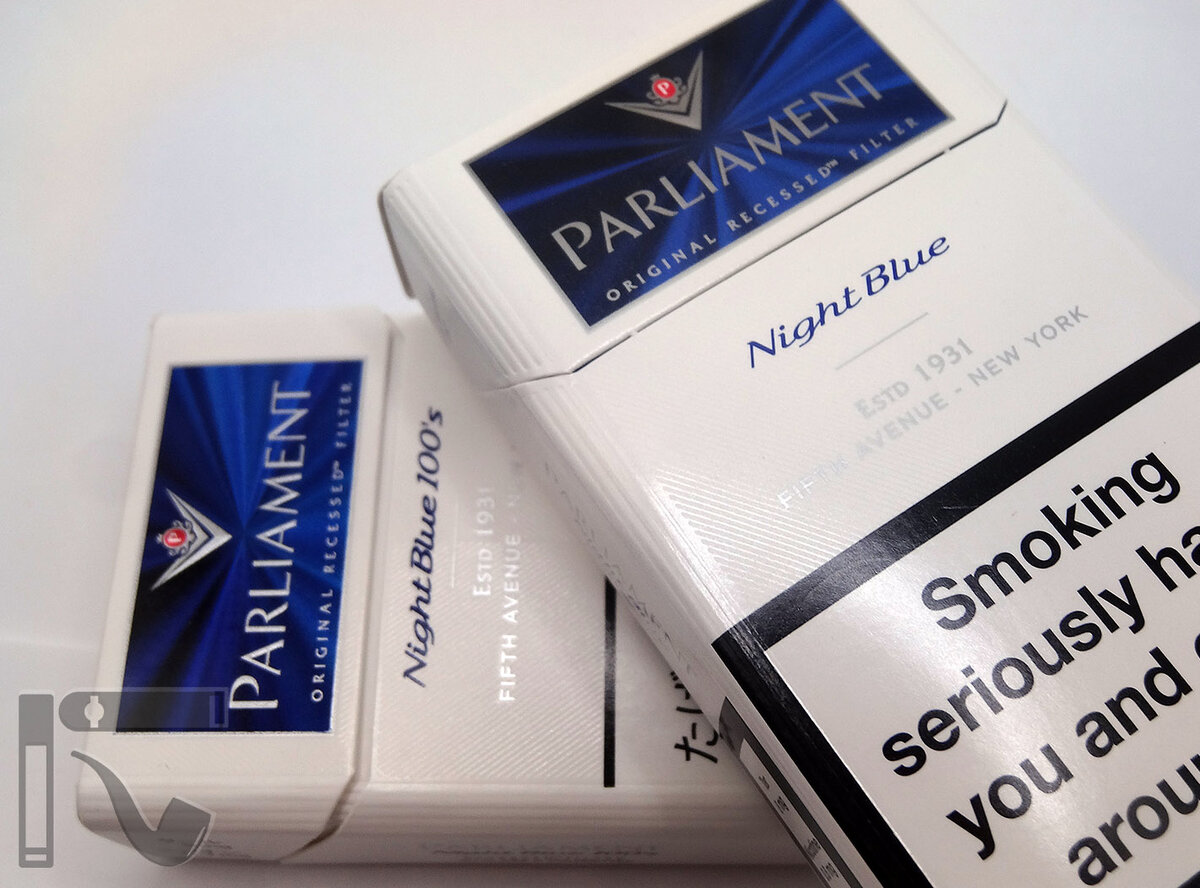 P
PARLIAMENT
ORIGINAL RECESSED™ FILTER
Night Blue
ESTD 1931
FIFTH AVENUE - NEW YORK
Smoking
seriously ha
you and
arou
P
PARLIAMENT
ORIGINAL RECESSED™ FILTER
Night Blue 100's
ESTD 1931
FIFTH AVENUE